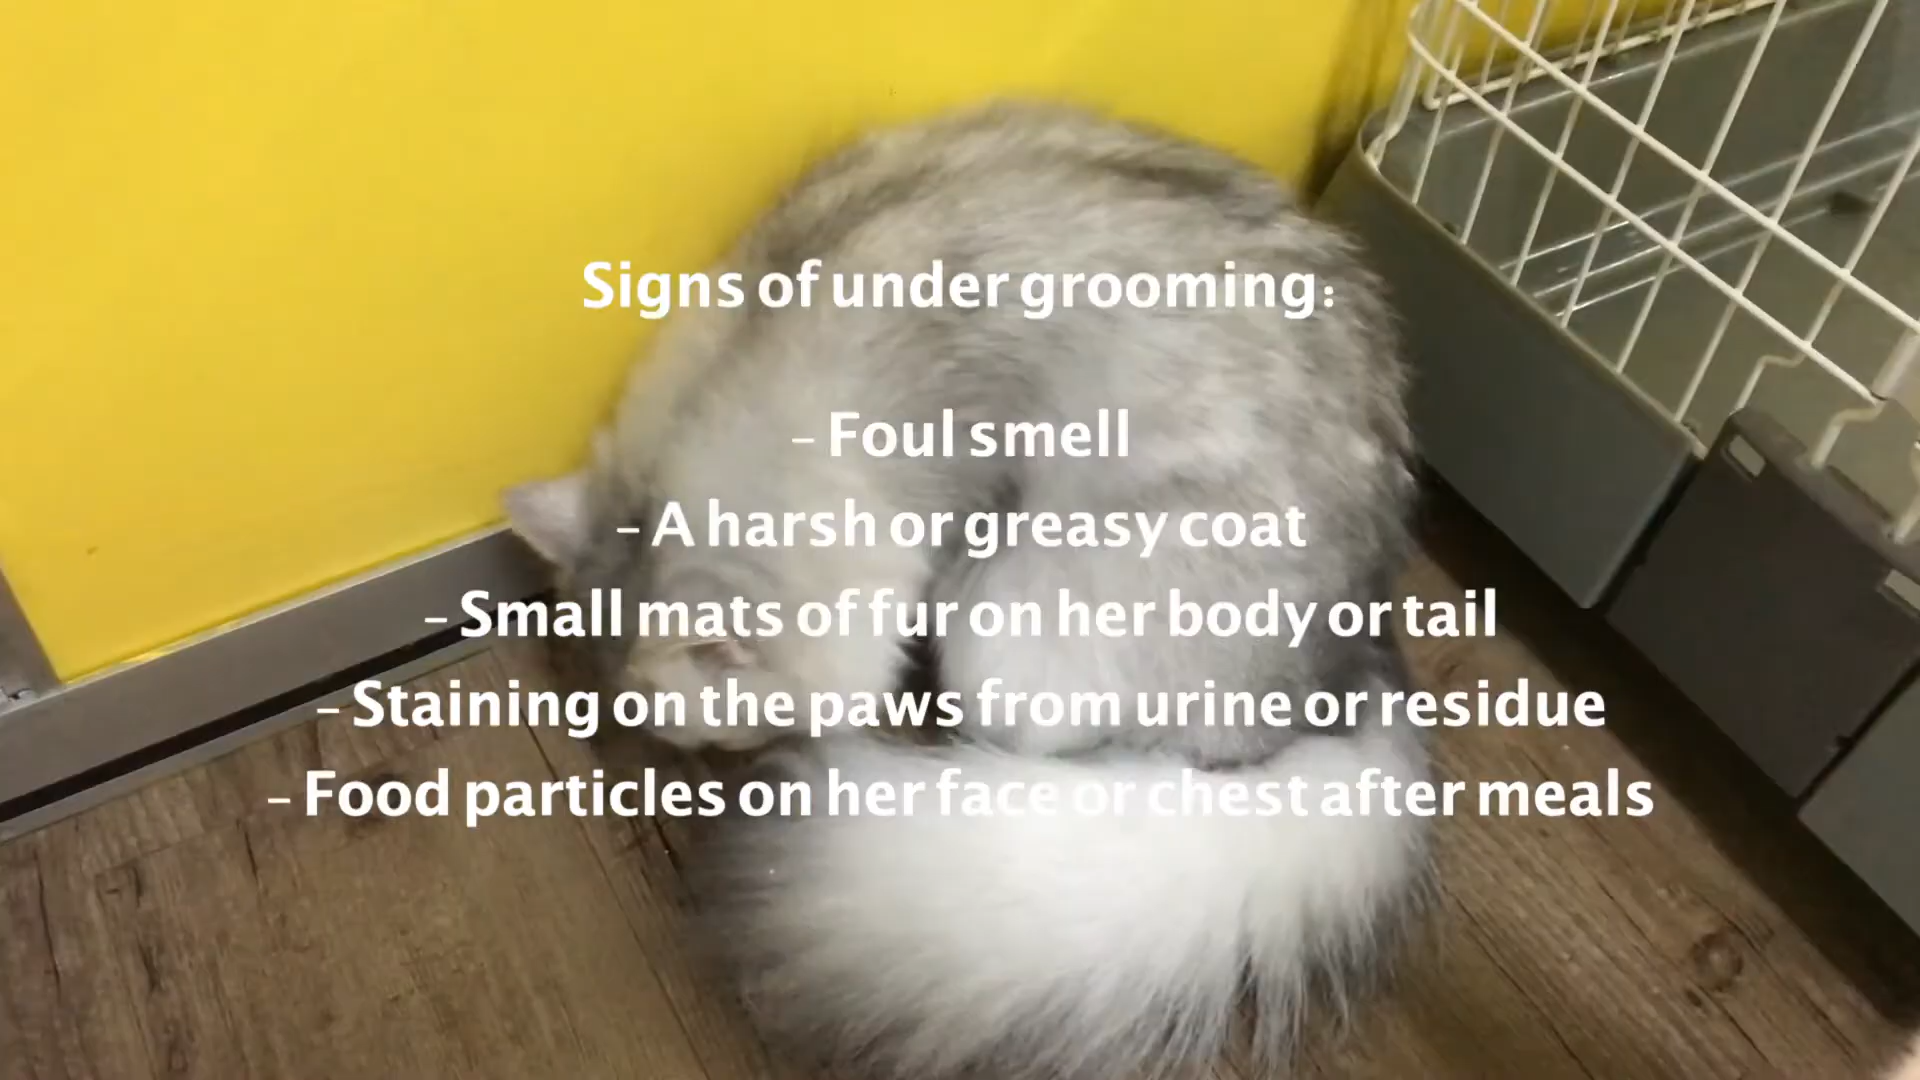 Signs of under grooming:
- Foul smell
- A harsh or greasy coat
- Small mats of fur on her body or tail
- Staining on the paws from urine or residue
- Food particles on her face or chest after meals